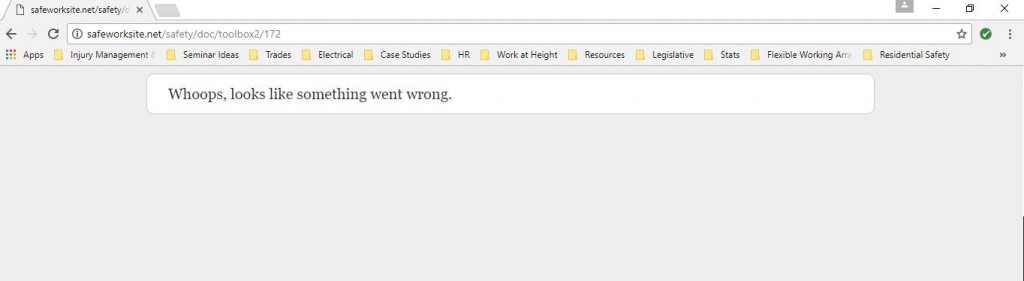 safeworksite.net/safety/d
safeworksite.net/safety/doc/toolbox2/172
Apps Injury Management & Seminar Ideas Trades Electrical Case Studies HR Work at Height Resources Legislative Stats Flexible Working Arra Residential Safety »
Whoops, looks like something went wrong.